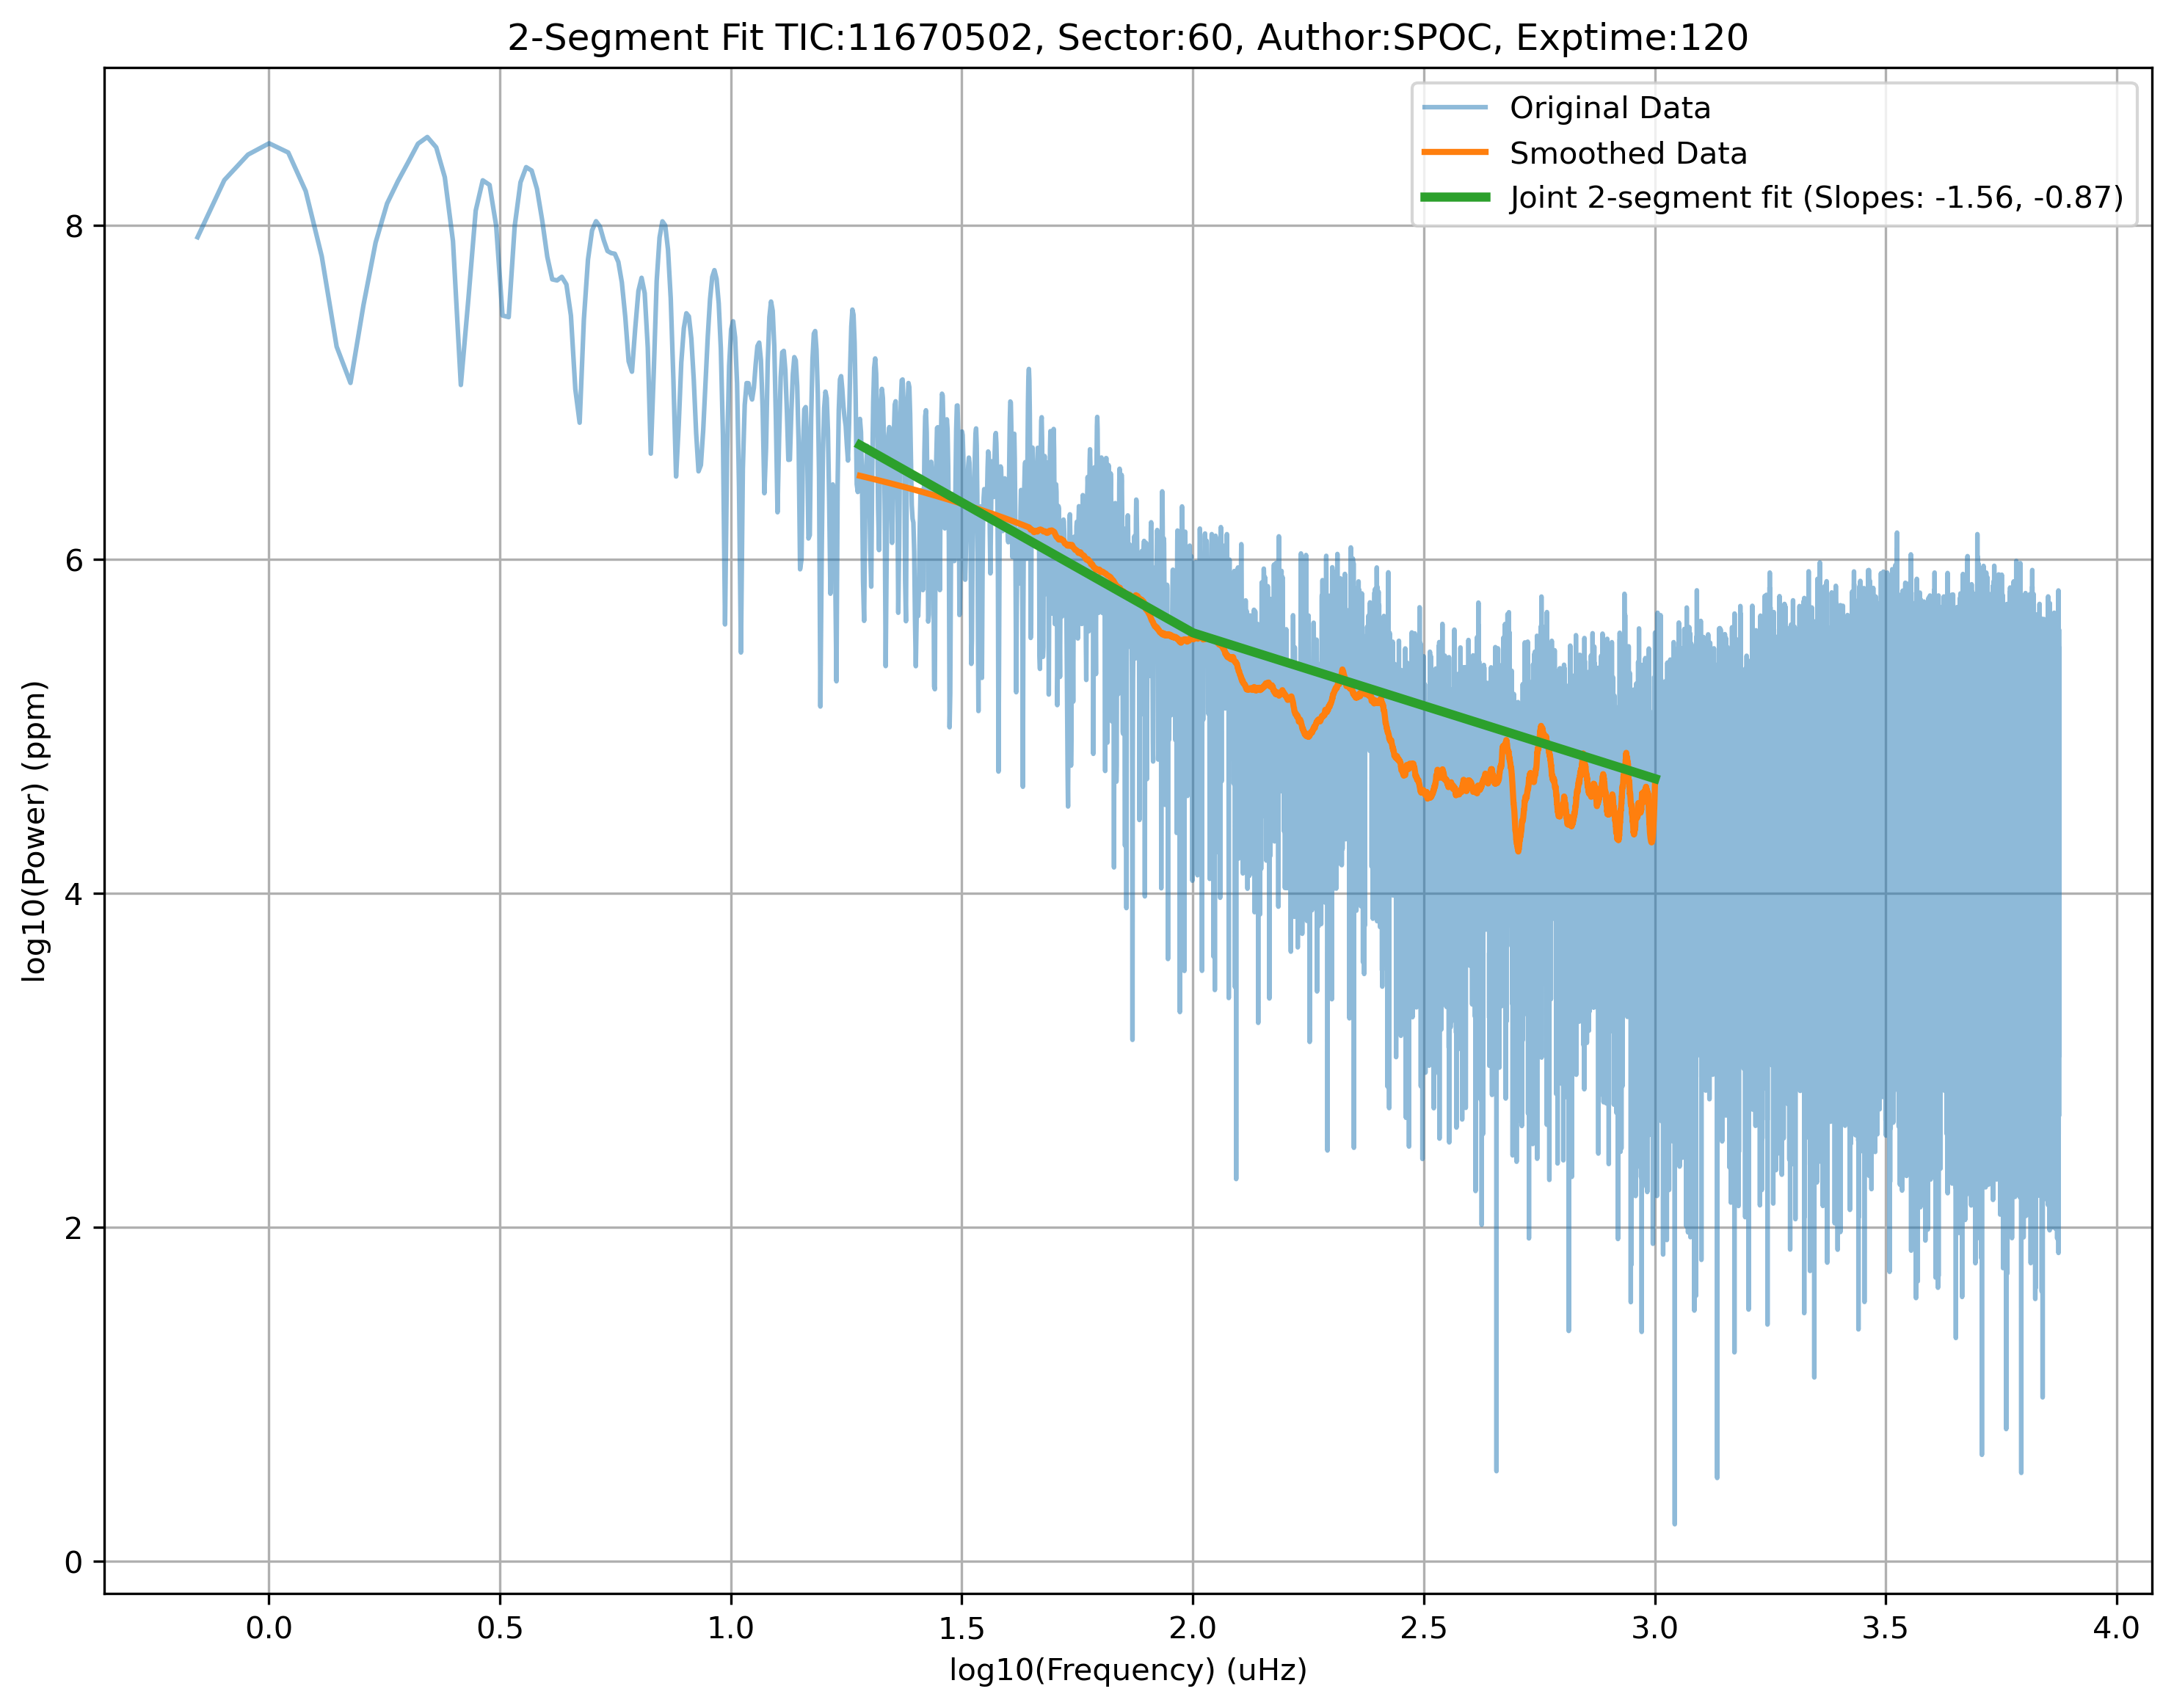 2-Segment Fit TIC:11670502, Sector:60, Author:SPOC, Exptime:120
Original Data
Smoothed Data
Joint 2-segment fit (Slopes: -1.56, -0.87)
log10(Power) (ppm)
8
6
4
2
0
0.0 0.5 1.0 1.5 2.0 2.5 3.0 3.5 4.0
log10(Frequency) (uHz)